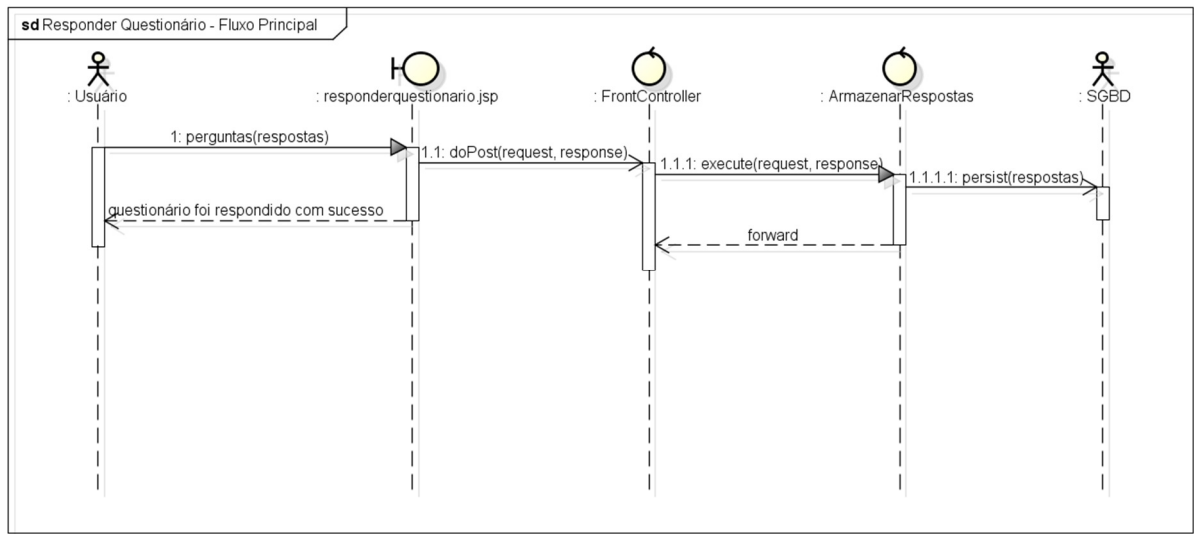 sd Responder Questionário - Fluxo Principal
: Usuário
: responderquestionario.jsp
: FrontController
: ArmazenarRespostas
: SGBD
1: perguntas(respostas)
1.1: doPost(request, response)
1.1.1: execute(request, response)
1.1.1.1: persist(respostas)
questionário foi respondido com sucesso
forward